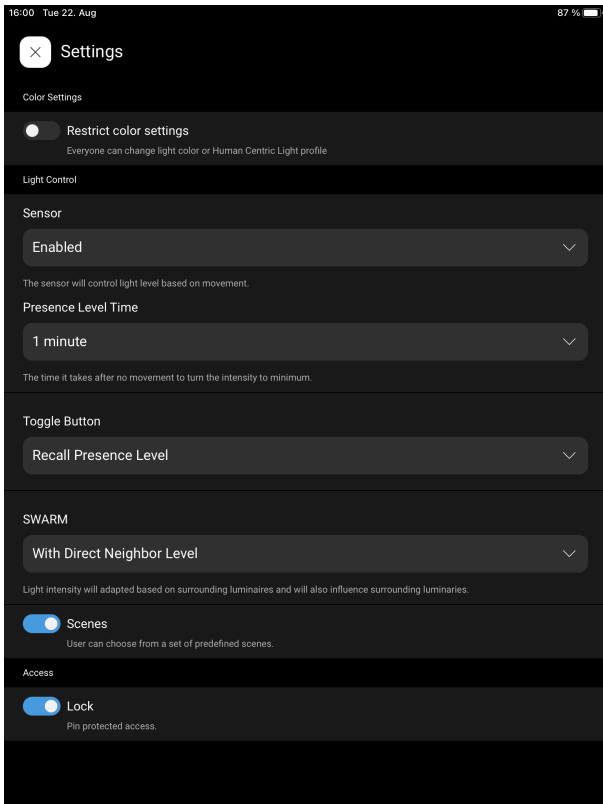 16:00 Tue 22. Aug 87 %
Settings
Color Settings
Restrict color settings
Everyone can change light color or Human Centric Light profile
Light Control
Sensor
Enabled
The sensor will control light level based on movement.
Presence Level Time
1 minute
The time it takes after no movement to turn the intensity to minimum.
Toggle Button
Recall Presence Level
SWARM
With Direct Neighbor Level
Light intensity will adapted based on surrounding luminaires and will also influence surrounding luminaries.
Scenes
User can choose from a set of predefined scenes.
Access
Lock
Pin protected access.